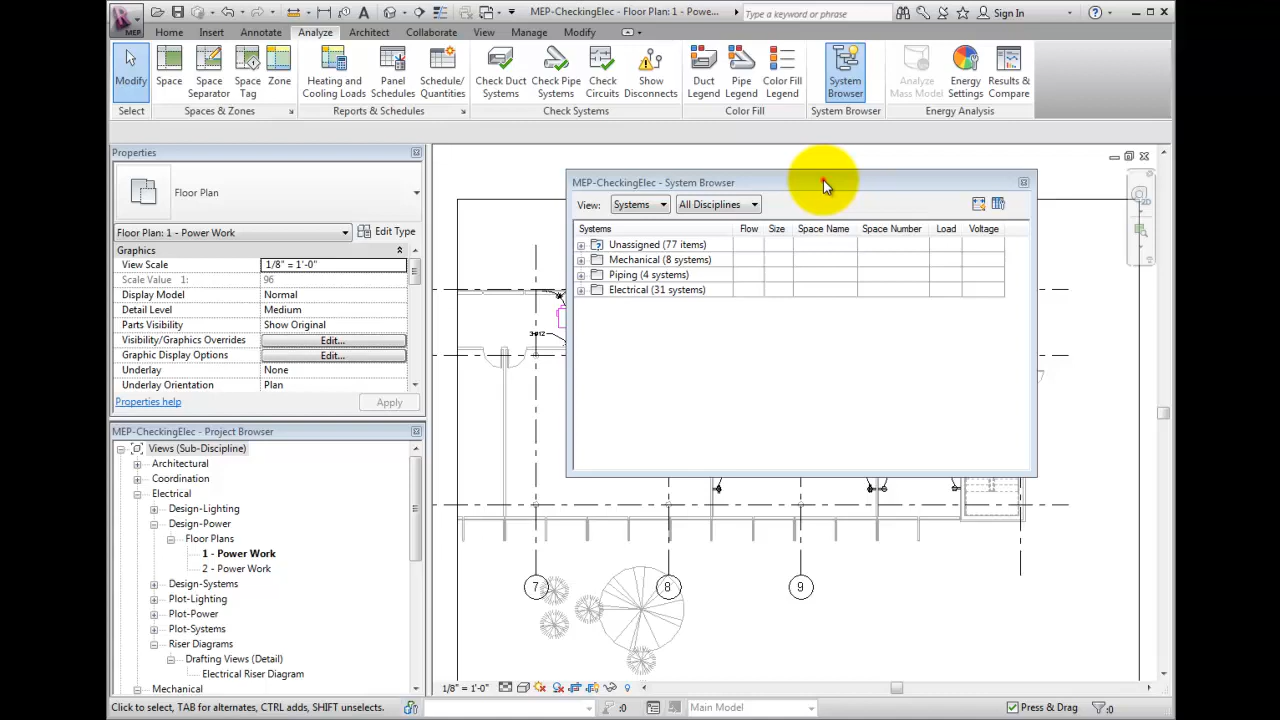 MEP-CheckingElec - Floor Plan: 1 - Powe...
Type a keyword or phrase
Sign In
MEP
Home Insert Annotate Analyze Architect Collaborate View Manage Modify
Modify
Space
Space Separator
Space Tag
Zone
Heating and Cooling Loads
Panel Schedules
Schedule/ Quantities
Check Duct Systems
Check Pipe Systems
Check Circuits
Show Disconnects
Duct Legend
Pipe Legend
Color Fill Legend
System Browser
Analyze Mass Model
Energy Settings
Results & Compare
Select
Spaces & Zones
Reports & Schedules
Check Systems
Color Fill
System Browser
Energy Analysis
Properties
Floor Plan
Floor Plan: 1 - Power Work
Edit Type
Graphics
View Scale 1/8" = 1'-0"
Scale Value 1: 96
Display Model Normal
Detail Level Medium
Parts Visibility Show Original
Visibility/Graphics Overrides Edit...
Graphic Display Options Edit...
Underlay None
Underlay Orientation Plan
Properties help
Apply
MEP-CheckingElec - Project Browser
Views (Sub-Discipline)
Architectural
Coordination
Electrical
Design-Lighting
Design-Power
Floor Plans
1 - Power Work
2 - Power Work
Design-Systems
Plot-Lighting
Plot-Power
Plot-Systems
Riser Diagrams
Drafting Views (Detail)
Electrical Riser Diagram
Mechanical
MEP-CheckingElec - System Browser
View: Systems All Disciplines
Systems Flow Size Space Name Space Number Load Voltage
Unassigned (77 items)
Mechanical (8 systems)
Piping (4 systems)
Electrical (31 systems)
7
8
9
2D
1/8" = 1'-0"
Click to select, TAB for alternates, CTRL adds, SHIFT unselects.
:0
Main Model
Press & Drag
:0